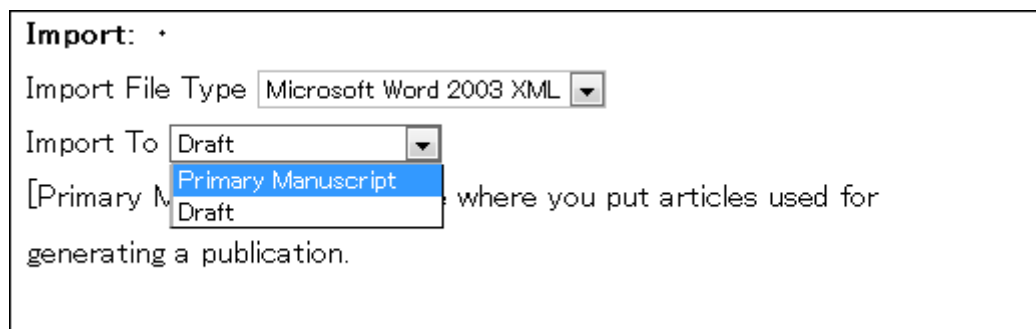 Import: ・
Import File Type Microsoft Word 2003 XML
Import To Draft
Primary Manuscript
[Primary M where you put articles used for
Draft
generating a publication.